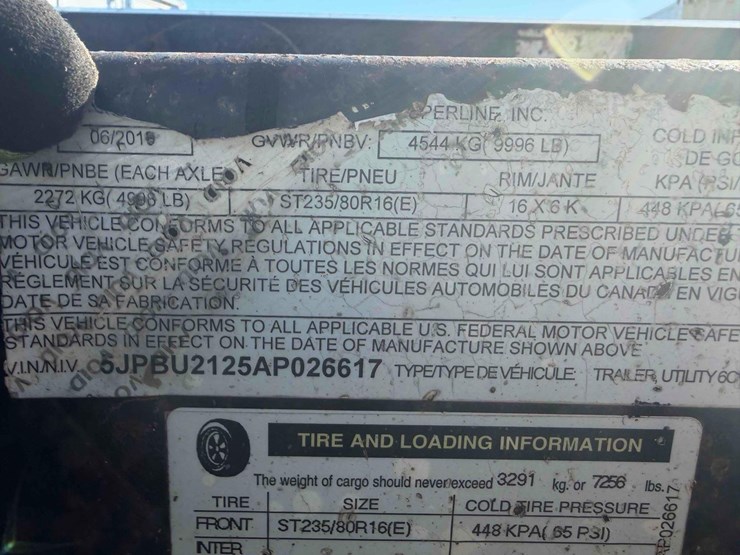 PERLINE, INC.
06/2010 GVWR/PNBV: 4544 KG( 9996 LB) COLD INF
DE GO
GAWR/PNBE (EACH AXLE TIRE/PNEU RIM/JANTE KPA (PSI/
2272 KG( 4996 LB) ST235/80R16(E) 16 X 6 K 448 KPA( 65
THIS VEHICLE CONFORMS TO ALL APPLICABLE STANDARDS PRESCRIBED UNDER
MOTOR VEHICLE SAFETY REGULATIONS IN EFFECT ON THE DATE OF MANUFACTU
VÉHICULE EST CONFORME À TOUTES LES NORMES QUI LUI SONT APPLICABLES EN
RÈGLEMENT SUR LA SÉCURITÉ DES VÉHICULES AUTOMOBILES DU CANADA EN VIG
DATE DE SA FABRICATION.
THIS VEHICLE CONFORMS TO ALL APPLICABLE U.S. FEDERAL MOTOR VEHICLE SAFE
STANDARDS IN EFFECT ON THE DATE OF MANUFACTURE SHOWN ABOVE
V.I.N./N.I.V. 5JPBU2125AP026617 TYPE/TYPE DE VÉHICULE: TRAILER, UTILITY 6C
TIRE AND LOADING INFORMATION
The weight of cargo should never exceed 3291 kg. or 7256 lbs.
TIRE SIZE COLD TIRE PRESSURE
FRONT ST235/80R16(E) 448 KPA( 65 PSI)
INTER
P026617